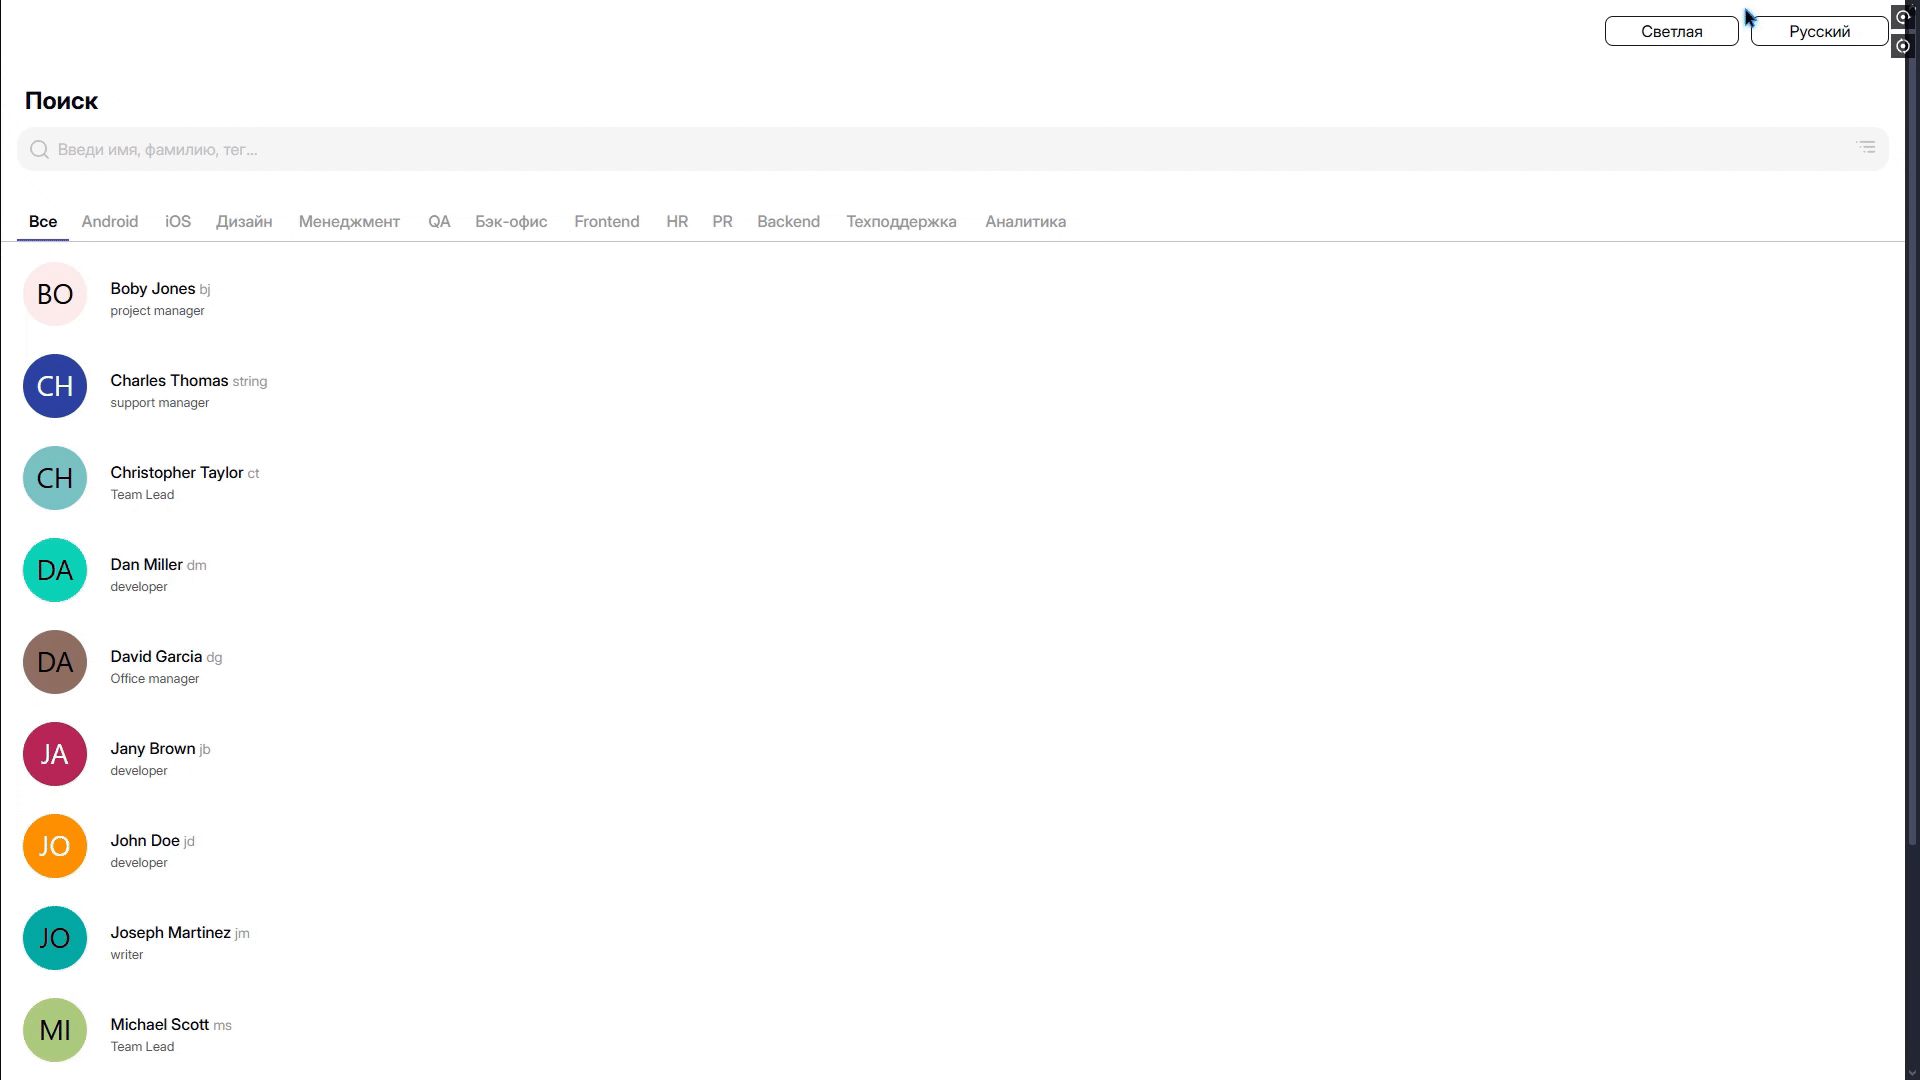 Светлая Русский
Поиск
Введи имя, фамилию, тег...
Все Android iOS Дизайн Менеджмент QA Бэк-офис Frontend HR PR Backend Техподдержка Аналитика
BO
Boby Jones bj
project manager
CH
Charles Thomas string
support manager
CH
Christopher Taylor ct
Team Lead
DA
Dan Miller dm
developer
DA
David Garcia dg
Office manager
JA
Jany Brown jb
developer
JO
John Doe jd
developer
JO
Joseph Martinez jm
writer
MI
Michael Scott ms
Team Lead